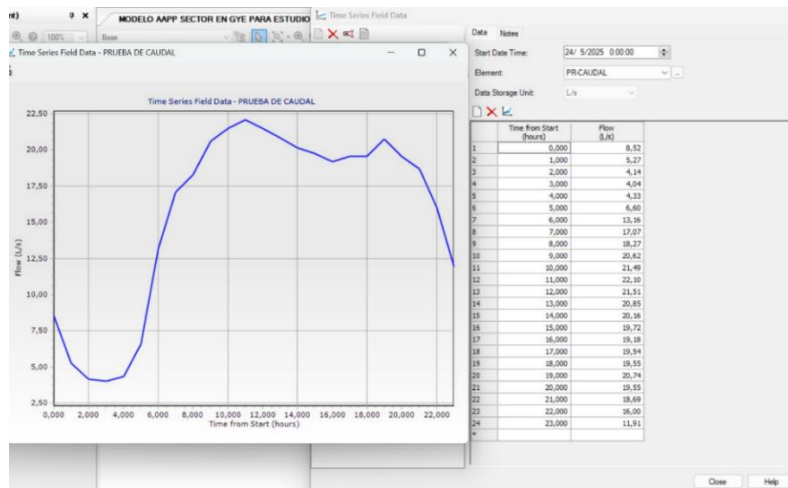 nt)
MODELO AAPP SECTOR EN GYE PARA ESTUDIO
Time Series Field Data
100%
Base
Time Series Field Data - PRUEBA DE CAUDAL
Time Series Field Data - PRUEBA DE CAUDAL
22,50
20,00
17,50
15,00
12,50
10,00
7,50
5,00
2,50
Flow (L/s)
0,000 2,000 4,000 6,000 8,000 10,000 12,000 14,000 16,000 18,000 20,000 22,000
Time from Start (hours)
Data Notes
Start Date Time: 24/ 5/2025 0:00:00
Element: PR-CAUDAL
Data Storage Unit: L/s
Time from Start (hours) Flow (L/s)
1 0,000 8,52
2 1,000 5,27
3 2,000 4,14
4 3,000 4,04
5 4,000 4,33
6 5,000 6,60
7 6,000 13,16
8 7,000 17,07
9 8,000 18,27
10 9,000 20,62
11 10,000 21,49
12 11,000 22,10
13 12,000 21,51
14 13,000 20,85
15 14,000 20,16
16 15,000 19,72
17 16,000 19,18
18 17,000 19,54
19 18,000 19,55
20 19,000 20,74
21 20,000 19,55
22 21,000 18,69
23 22,000 16,00
24 23,000 11,91
*
Close Help